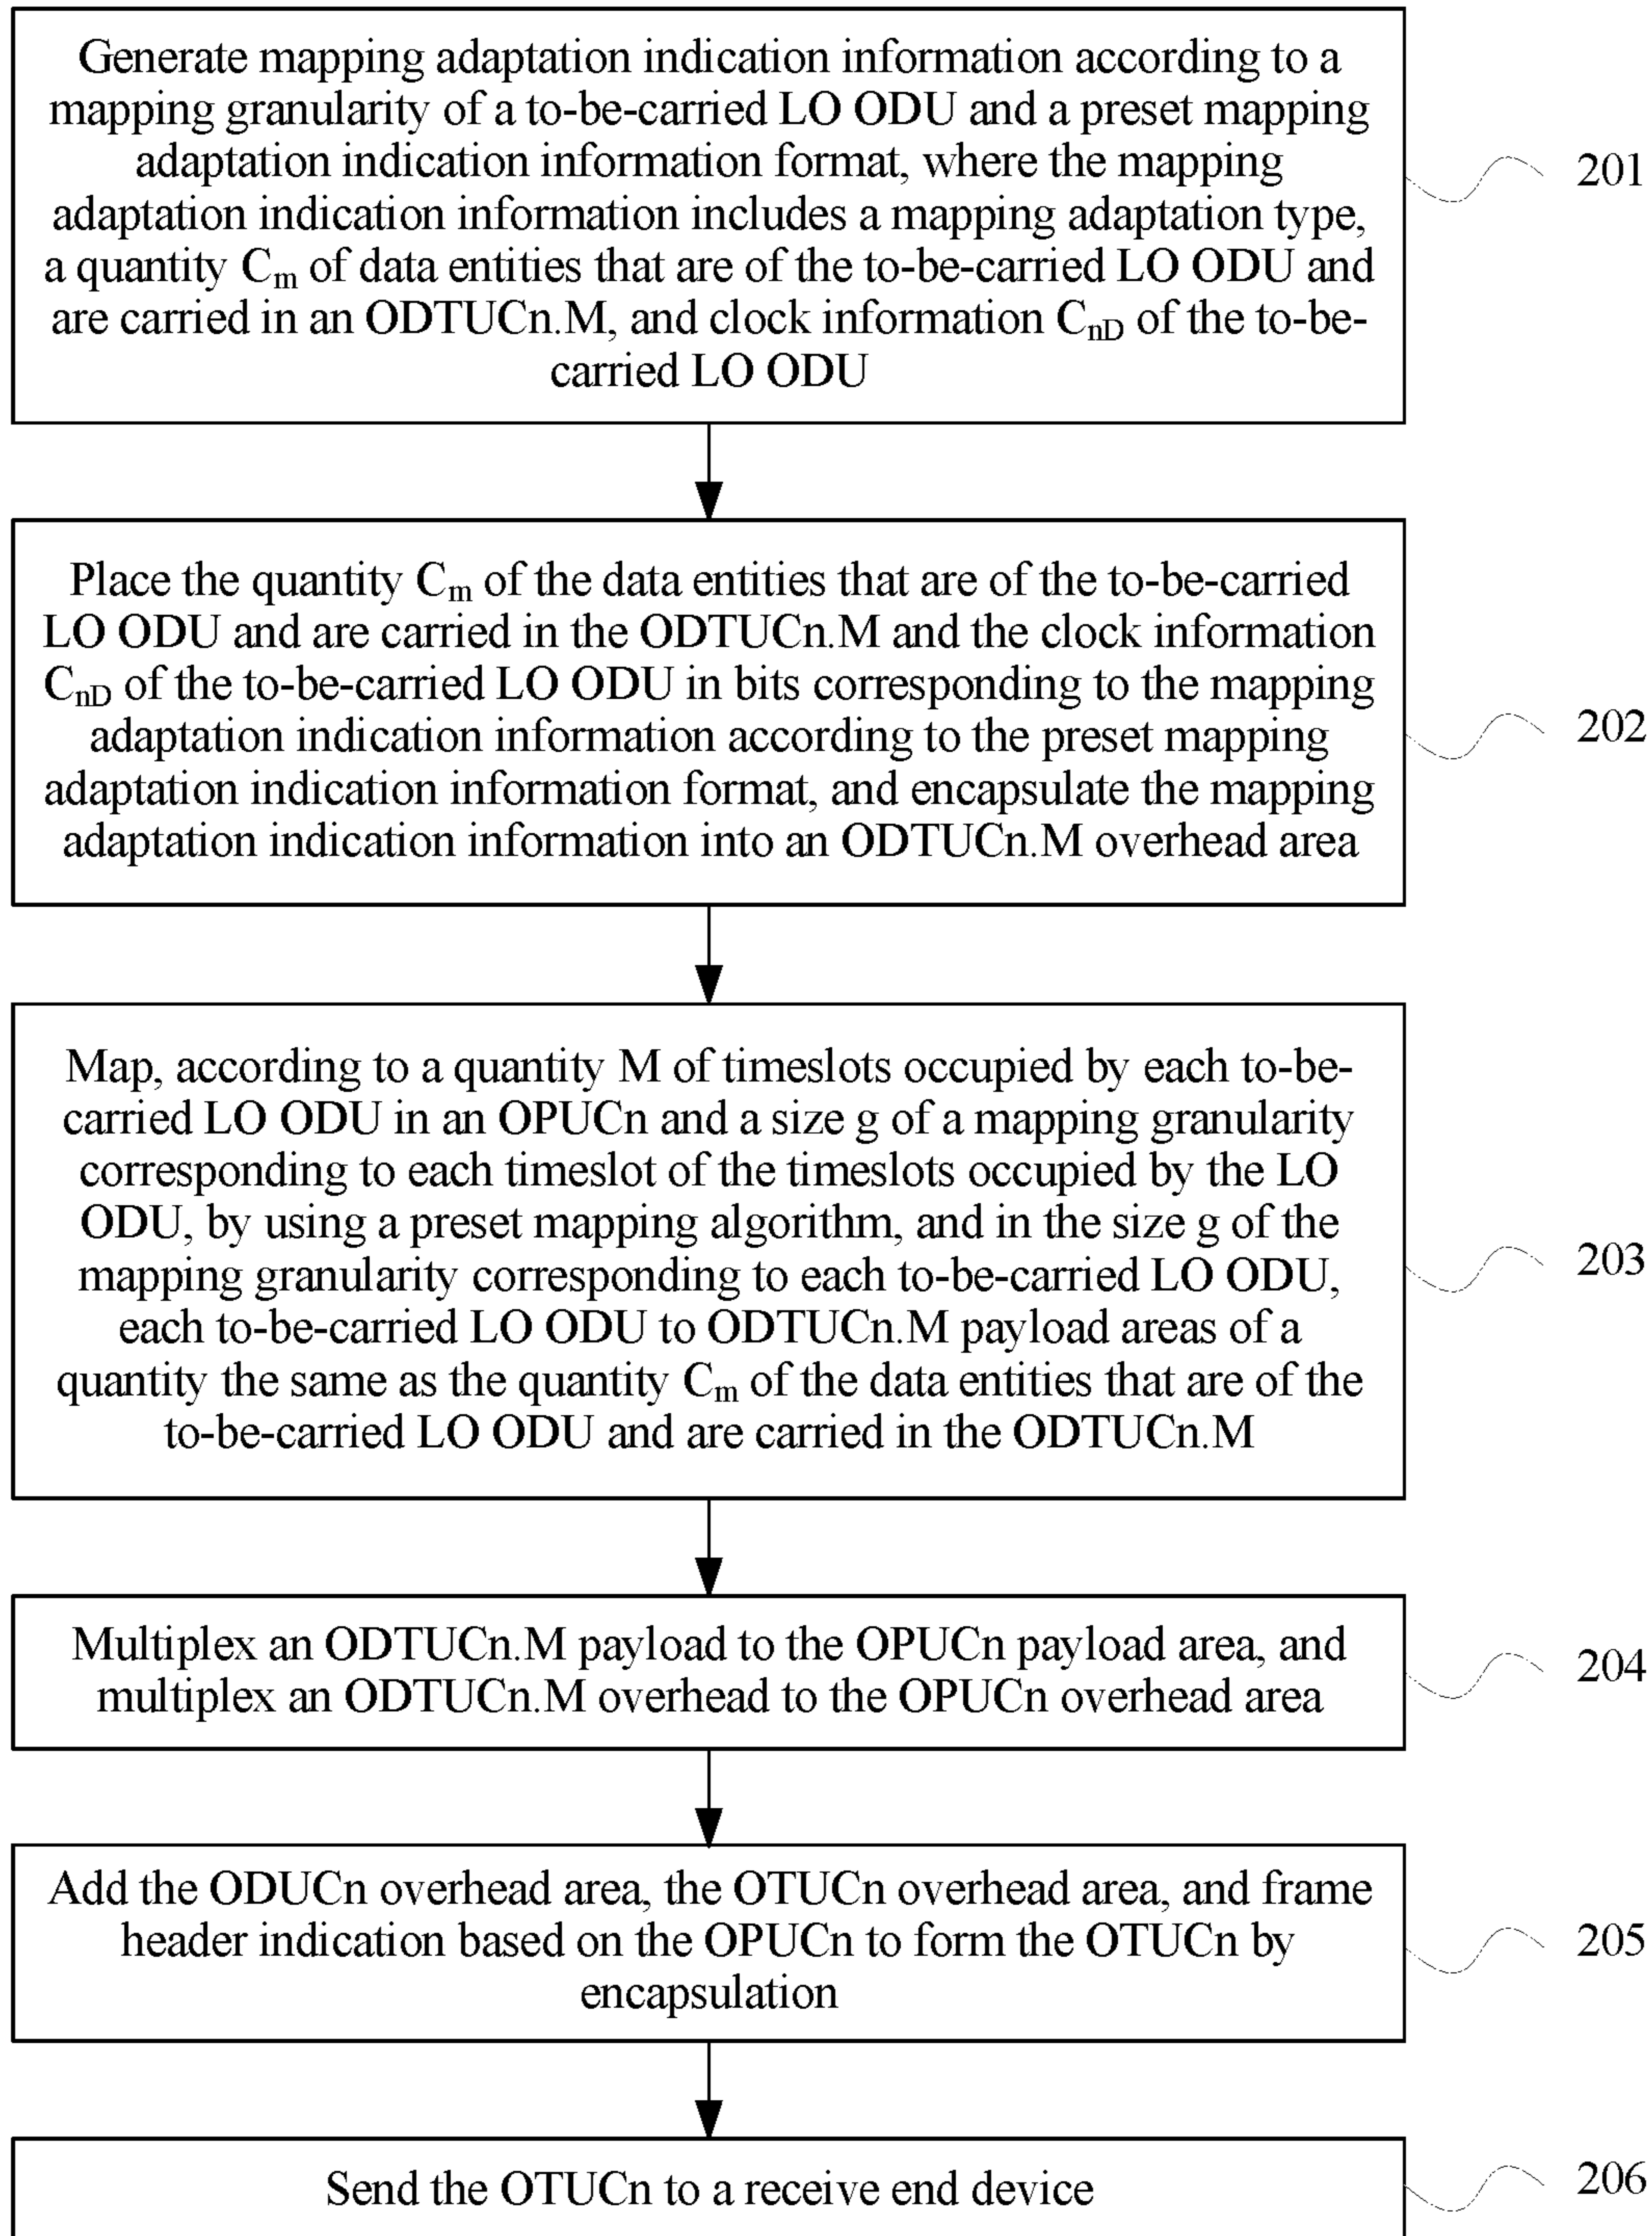 Generate mapping adaptation indication information according to a
mapping granularity of a to-be-carried LO ODU and a preset mapping
adaptation indication information format, where the mapping
adaptation indication information includes a mapping adaptation type,
a quantity Cm of data entities that are of the to-be-carried LO ODU and
are carried in an ODTUCn.M, and clock information CnD of the to-be-
carried LO ODU
201
Place the quantity Cm of the data entities that are of the to-be-carried
LO ODU and are carried in the ODTUCn.M and the clock information
CnD of the to-be-carried LO ODU in bits corresponding to the mapping
adaptation indication information according to the preset mapping
adaptation indication information format, and encapsulate the mapping
adaptation indication information into an ODTUCn.M overhead area
202
Map, according to a quantity M of timeslots occupied by each to-be-
carried LO ODU in an OPUCn and a size g of a mapping granularity
corresponding to each timeslot of the timeslots occupied by the LO
ODU, by using a preset mapping algorithm, and in the size g of the
mapping granularity corresponding to each to-be-carried LO ODU,
each to-be-carried LO ODU to ODTUCn.M payload areas of a
quantity the same as the quantity Cm of the data entities that are of the
to-be-carried LO ODU and are carried in the ODTUCn.M
203
Multiplex an ODTUCn.M payload to the OPUCn payload area, and
multiplex an ODTUCn.M overhead to the OPUCn overhead area
204
Add the ODUCn overhead area, the OTUCn overhead area, and frame
header indication based on the OPUCn to form the OTUCn by
encapsulation
205
Send the OTUCn to a receive end device
206